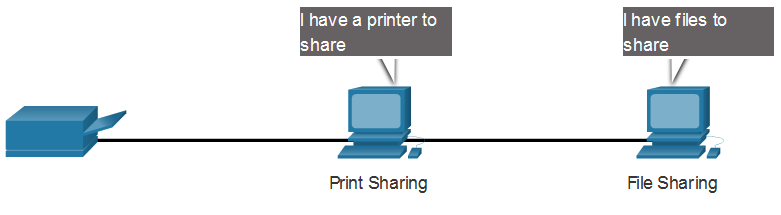 I have a printer to
share
I have files to
share
Print Sharing
File Sharing